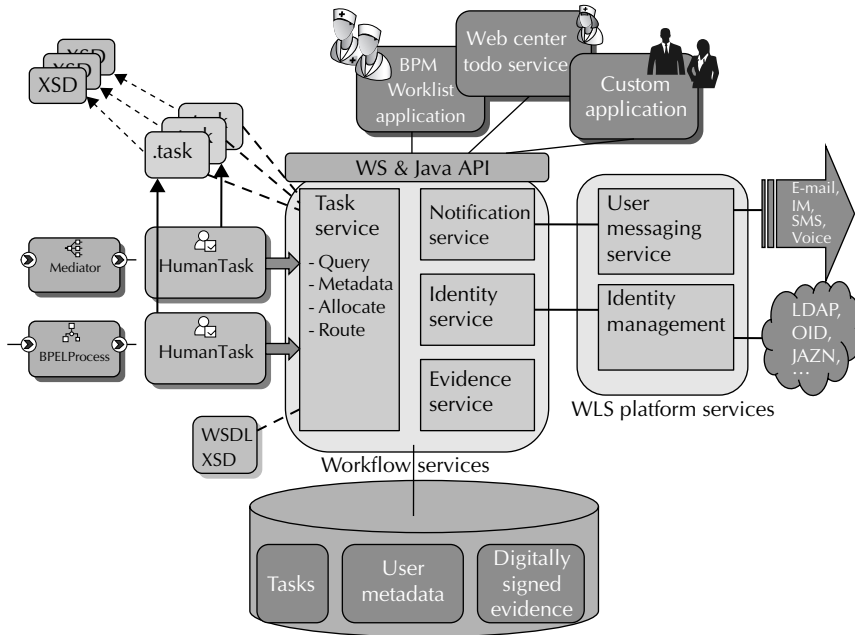 XSD
XSD
XSD
.task
BPM
Worklist
application
Web center
todo service
Custom
application
WS & Java API
Task
service
- Query
- Metadata
- Allocate
- Route
Notification
service
Identity
service
Evidence
service
User
messaging
service
Identity
management
E-mail,
IM,
SMS,
Voice
LDAP,
OID,
JAZN,
...
Mediator
HumanTask
BPELProcess
HumanTask
WSDL
XSD
WLS platform services
Workflow services
Tasks
User
metadata
Digitally
signed
evidence